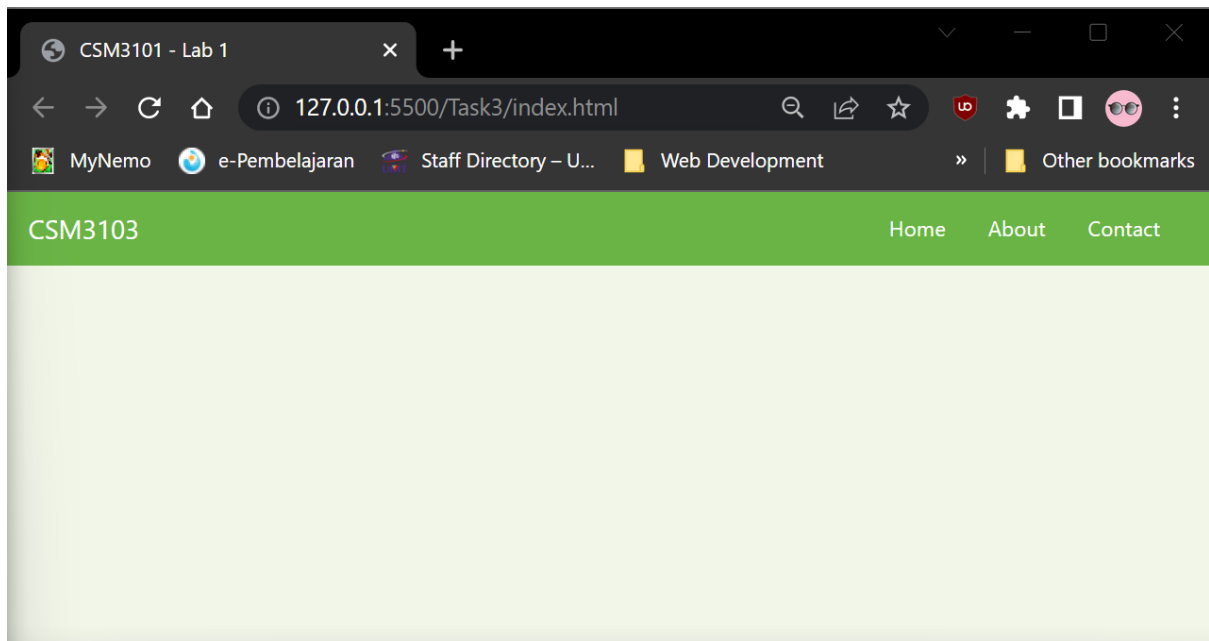 CSM3101 - Lab 1
127.0.0.1:5500/Task3/index.html
MyNemo e-Pembelajaran Staff Directory – U... Web Development » Other bookmarks
CSM3103 Home About Contact